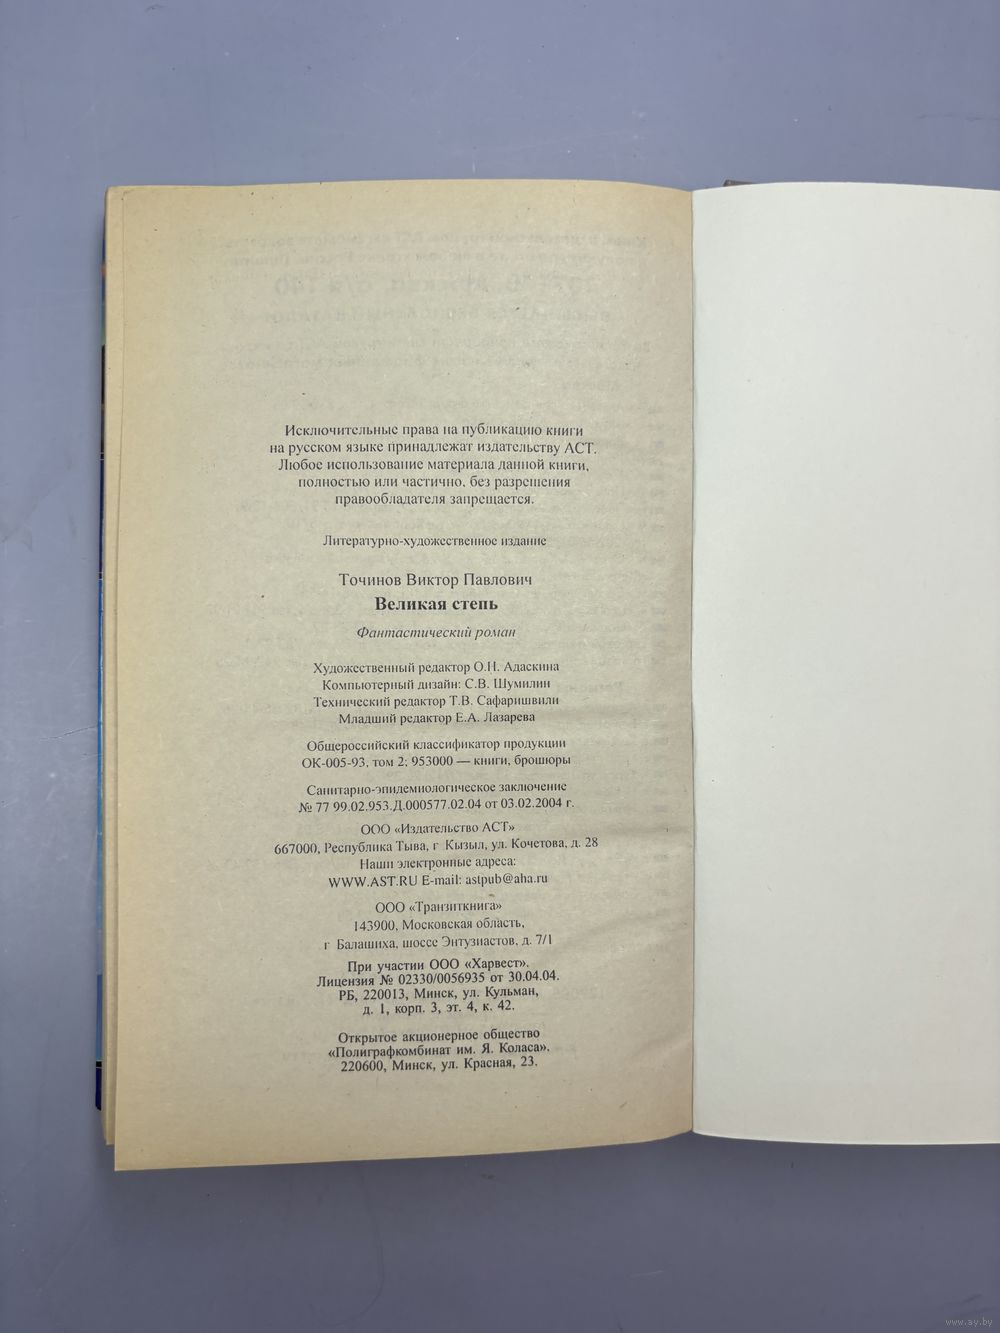 Исключительные права на публикацию книги
на русском языке принадлежат издательству АСТ.
Любое использование материала данной книги,
полностью или частично, без разрешения
правообладателя запрещается.
Литературно-художественное издание
Точинов Виктор Павлович
Великая степь
Фантастический роман
Художественный редактор О.Н. Адаскина
Компьютерный дизайн: С.В. Шумилин
Технический редактор Т.В. Сафаришвили
Младший редактор Е.А. Лазарева
Общероссийский классификатор продукции
ОК-005-93, том 2; 953000 — книги, брошюры
Санитарно-эпидемиологическое заключение
№ 77 99.02.953.Д.000577.02.04 от 03.02.2004 г.
ООО «Издательство АСТ»
667000, Республика Тыва, г Кызыл, ул. Кочетова, д. 28
Наши электронные адреса:
WWW.AST.RU E-mail: astpub@aha.ru
ООО «Транзиткнига»
143900, Московская область,
г Балашиха, шоссе Энтузиастов, д. 7/1
При участии ООО «Харвест».
Лицензия № 02330/0056935 от 30.04.04.
РБ, 220013, Минск, ул. Кульман,
д. 1, корп. 3, эт. 4, к. 42.
Открытое акционерное общество
«Полиграфкомбинат им. Я. Коласа».
220600, Минск, ул. Красная, 23.
www.ay.by